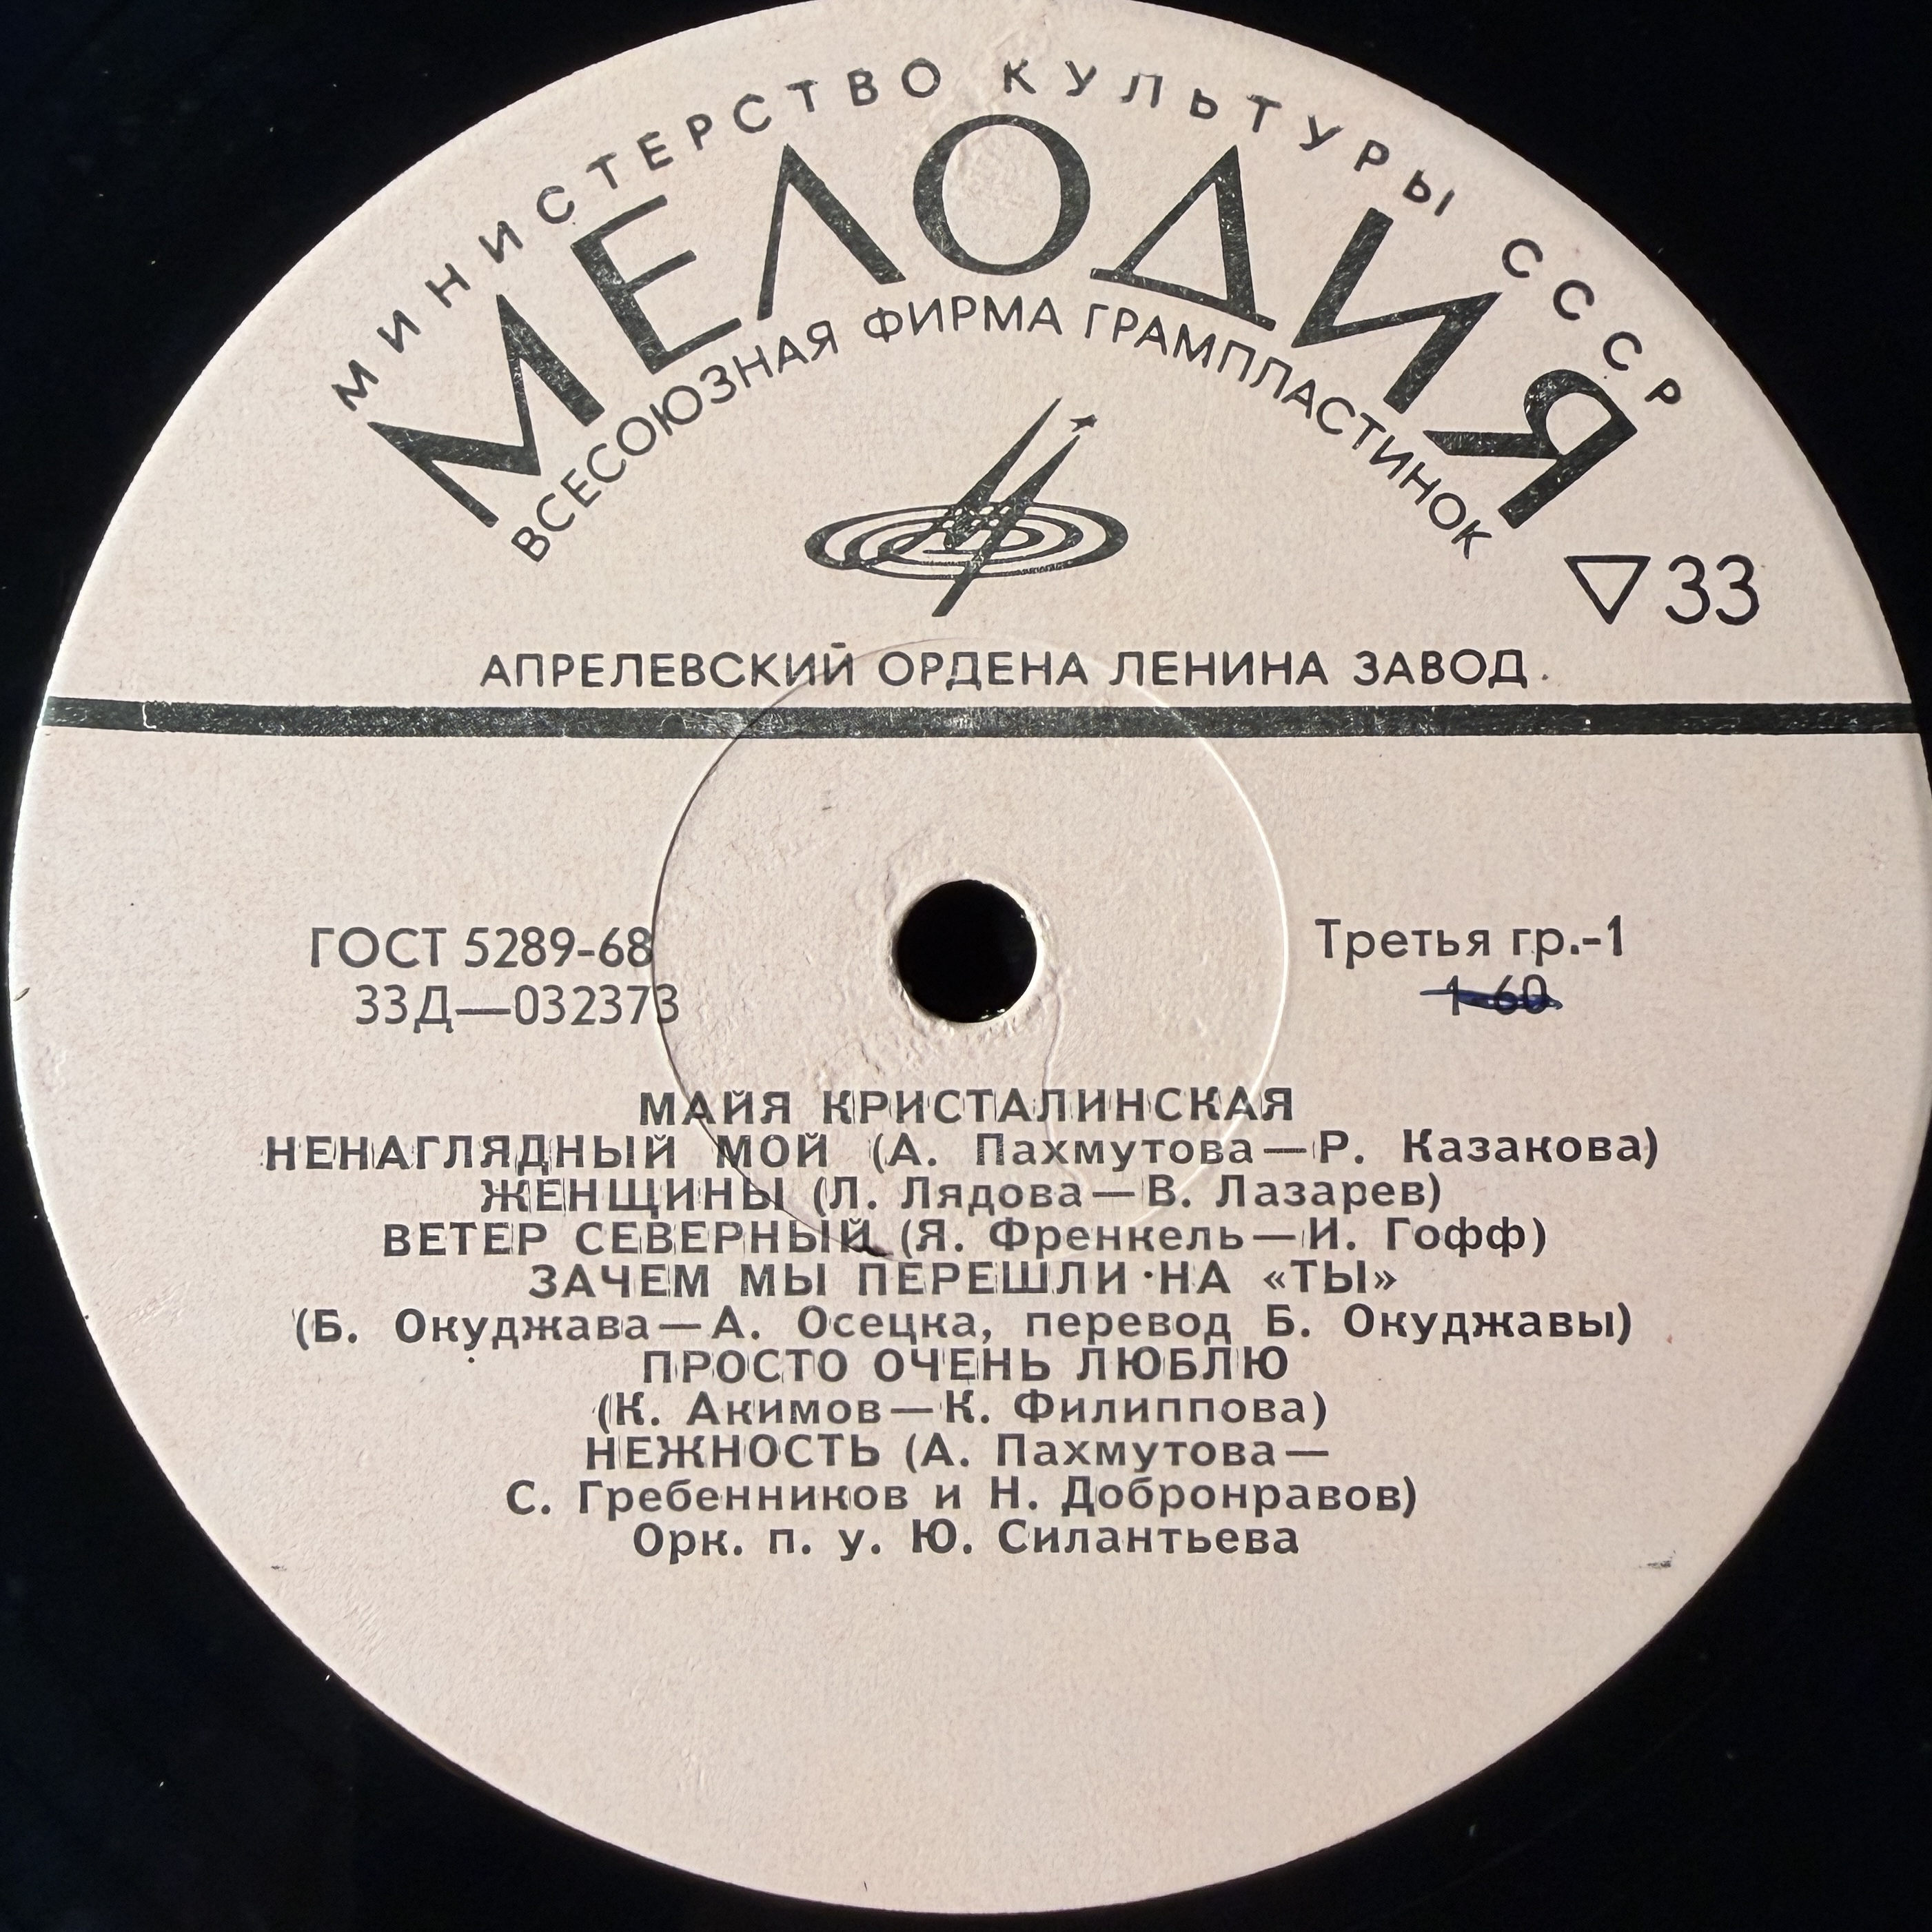 МИНИСТЕРСТВО КУЛЬТУРЫ СССР
МЕЛОДИЯ
ВСЕСОЮЗНАЯ ФИРМА ГРАМПЛАСТИНОК
33
АПРЕЛЕВСКИЙ ОРДЕНА ЛЕНИНА ЗАВОД
ГОСТ 5289-68
33Д—032373
Третья гр.-1
1-60
МАЙЯ КРИСТАЛИНСКАЯ
НЕНАГЛЯДНЫЙ МОЙ (А. Пахмутова—Р. Казакова)
ЖЕНЩИНЫ (Л. Лядова—В. Лазарев)
ВЕТЕР СЕВЕРНЫЙ (Я. Френкель—И. Гофф)
ЗАЧЕМ МЫ ПЕРЕШЛИ НА «ТЫ»
(Б. Окуджава—А. Осецка, перевод Б. Окуджавы)
ПРОСТО ОЧЕНЬ ЛЮБЛЮ
(К. Акимов—К. Филиппова)
НЕЖНОСТЬ (А. Пахмутова—
С. Гребенников и Н. Добронравов)
Орк. п. у. Ю. Силантьева